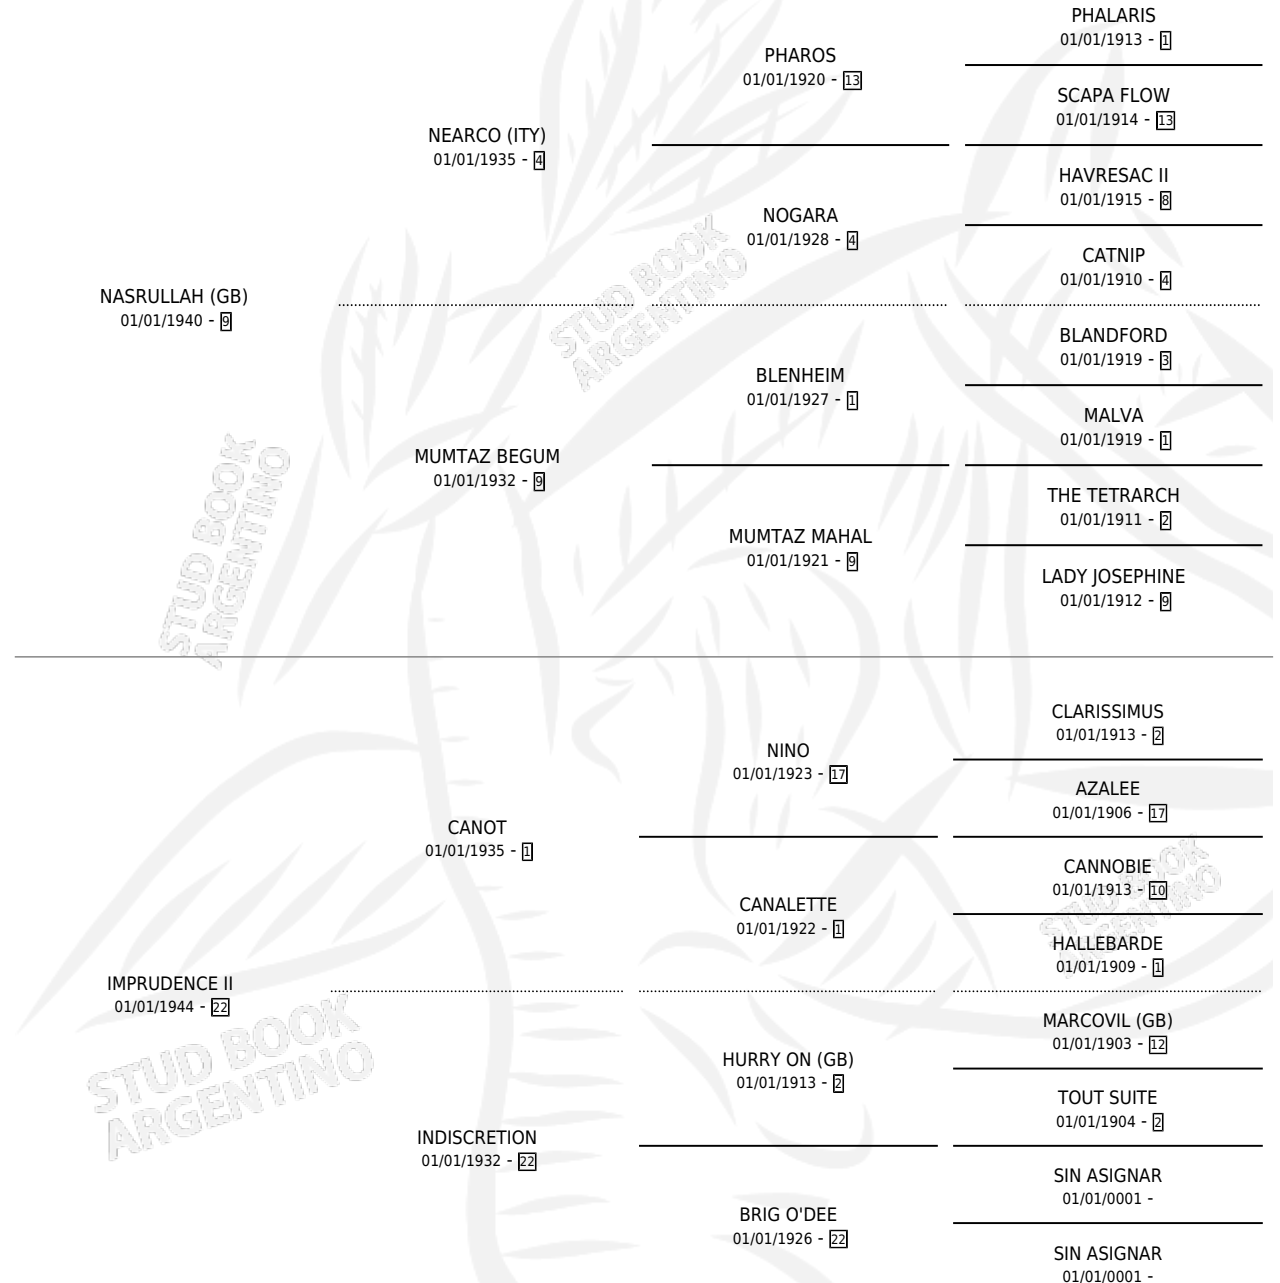 PHALARIS
01/01/1913 - 1
PHAROS
01/01/1920 - 13
SCAPA FLOW
01/01/1914 - 13
NEARCO (ITY)
01/01/1935 - 4
HAVRESAC II
01/01/1915 - 8
NOGARA
01/01/1928 - 4
CATNIP
01/01/1910 - 4
NASRULLAH (GB)
01/01/1940 - 9
BLANDFORD
01/01/1919 - 3
BLENHEIM
01/01/1927 - 1
MALVA
01/01/1919 - 1
MUMTAZ BEGUM
01/01/1932 - 9
THE TETRARCH
01/01/1911 - 2
MUMTAZ MAHAL
01/01/1921 - 9
LADY JOSEPHINE
01/01/1912 - 9
STUD BOOK
ARGENTINO
STUD BOOK
ARGENTINO
CLARISSIMUS
01/01/1913 - 2
NINO
01/01/1923 - 17
AZALEE
01/01/1906 - 17
CANOT
01/01/1935 - 1
CANNOBIE
01/01/1913 - 10
CANALETTE
01/01/1922 - 1
HALLEBARDE
01/01/1909 - 1
STUD BOOK
ARGENTINO
IMPRUDENCE II
01/01/1944 - 22
MARCOVIL (GB)
01/01/1903 - 12
HURRY ON (GB)
01/01/1913 - 2
TOUT SUITE
01/01/1904 - 2
INDISCRETION
01/01/1932 - 22
SIN ASIGNAR
01/01/0001 -
BRIG O'DEE
01/01/1926 - 22
SIN ASIGNAR
01/01/0001 -
STUD BOOK
ARGENTINO